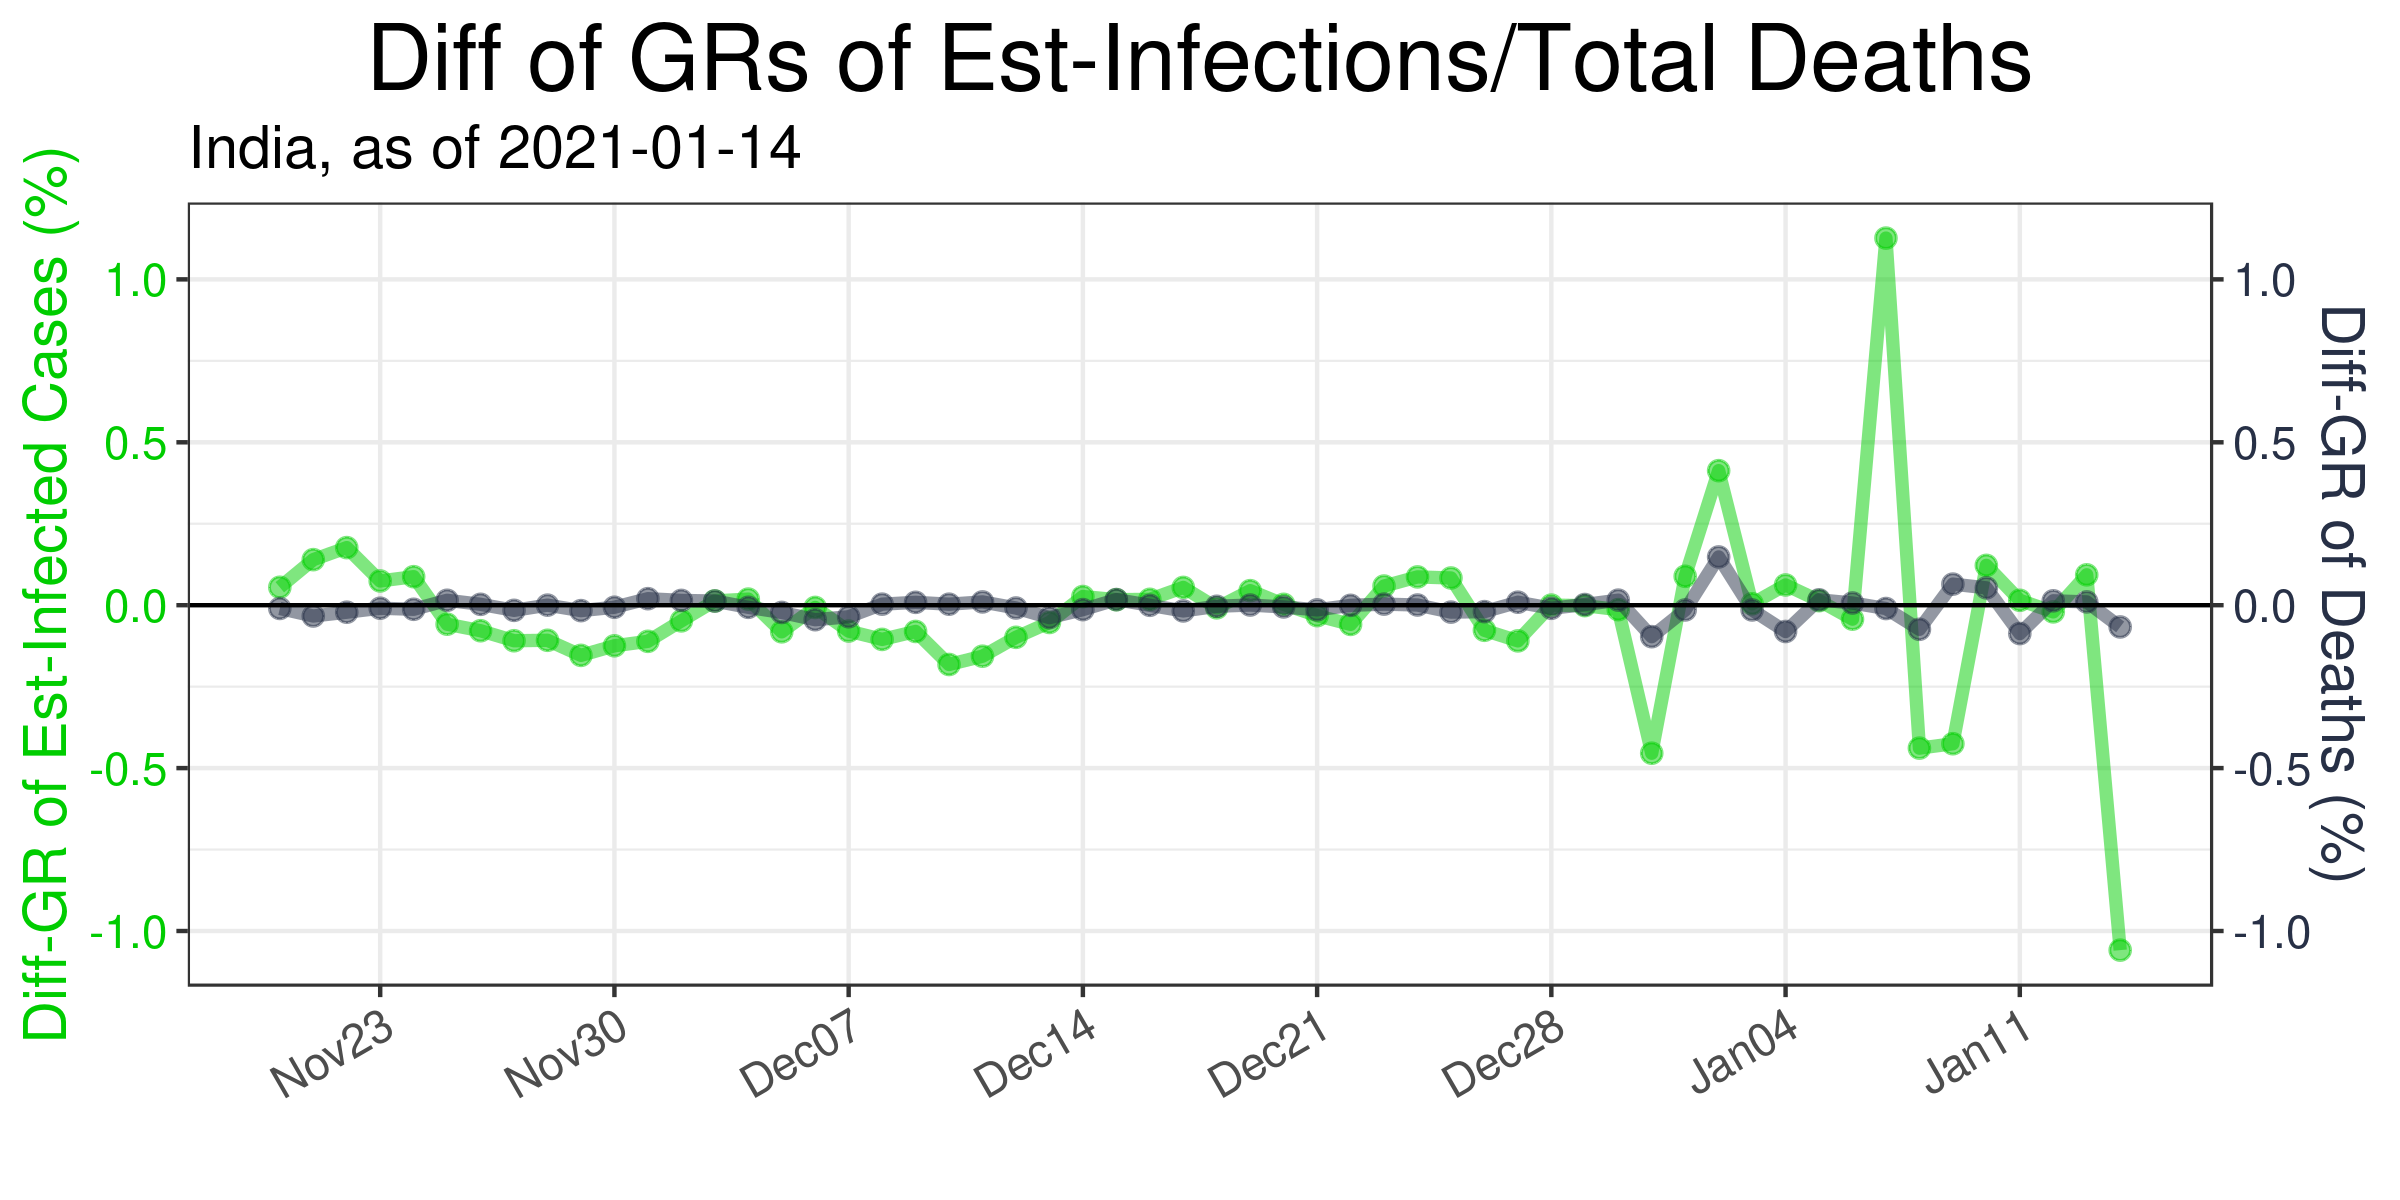 Diff of GRs of Est-Infections/Total Deaths
India, as of 2021-01-14
Diff-GR of Est-Infected Cases (%)
1.0
0.5
0.0
-0.5
-1.0
1.0
0.5
0.0
-0.5
-1.0
Diff-GR of Deaths (%)
Nov23 Nov30 Dec07 Dec14 Dec21 Dec28 Jan04 Jan11